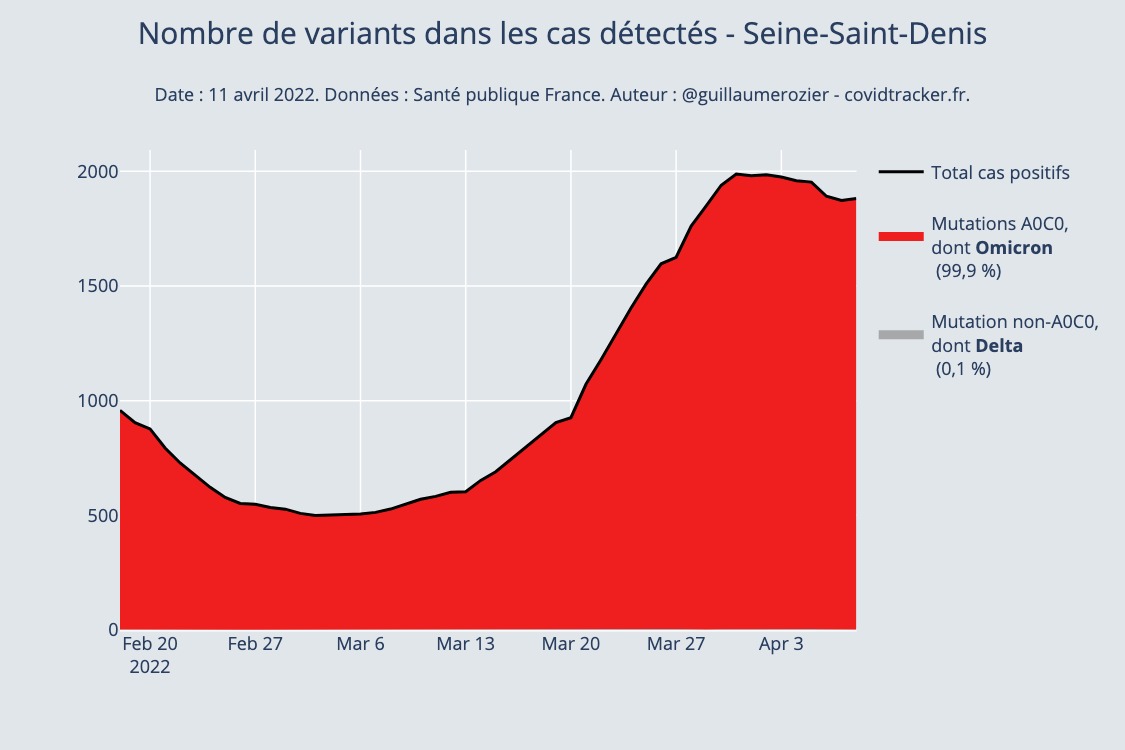 Nombre de variants dans les cas détectés - Seine-Saint-Denis
Date : 11 avril 2022. Données : Santé publique France. Auteur : @guillaumerozier - covidtracker.fr.
2000
1500
1000
500
0
Feb 20
2022
Feb 27
Mar 6
Mar 13
Mar 20
Mar 27
Apr 3
Total cas positifs
Mutations A0C0,
dont Omicron
(99,9 %)
Mutation non-A0C0,
dont Delta
(0,1 %)